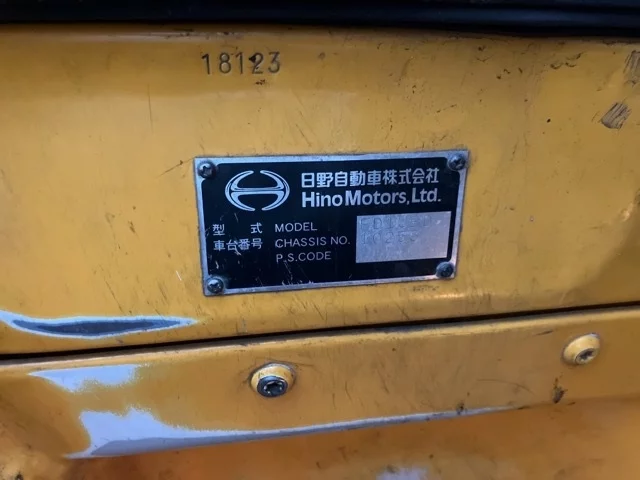 18123
日野自動車株式会社
Hino Motors, Ltd.
型 式 MODEL
車台番号 CHASSIS NO.
P.S.CODE